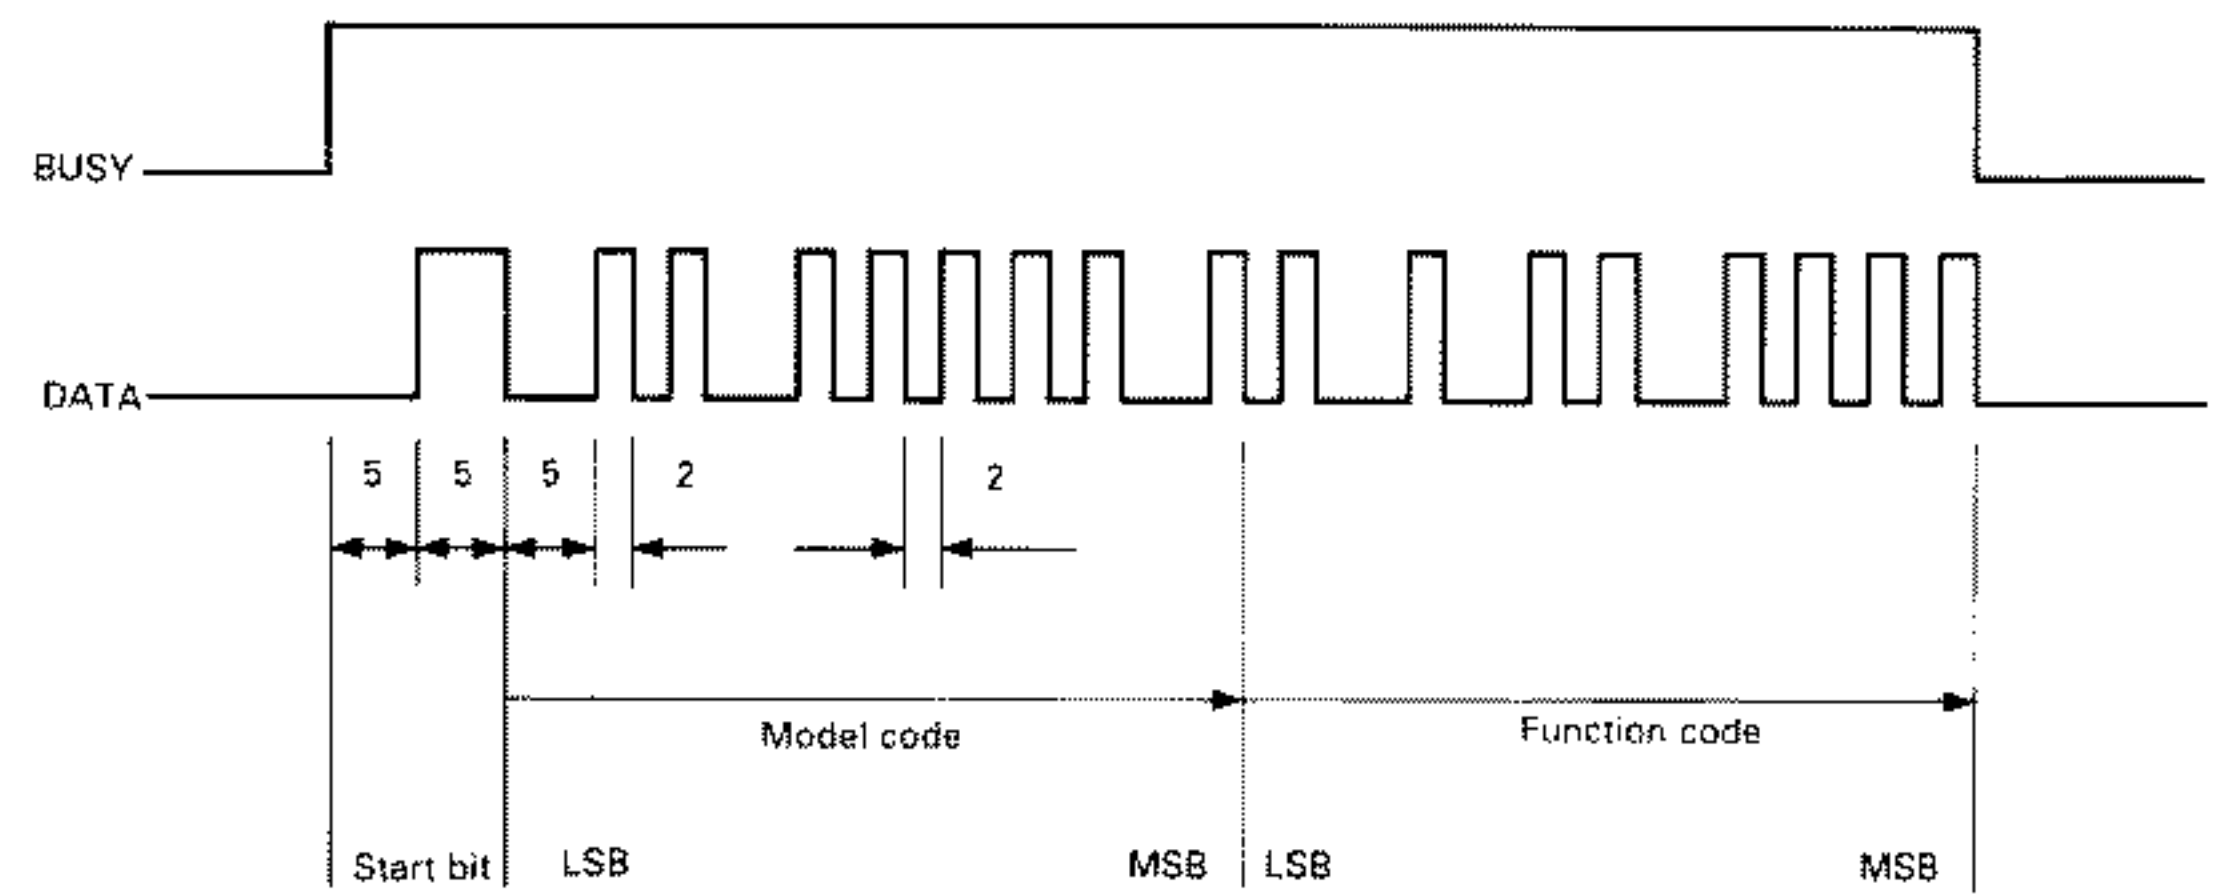 BUSY
DATA
5 5 5 2 2
Model code
Function code
Start bit LSB MSB LSB MSB